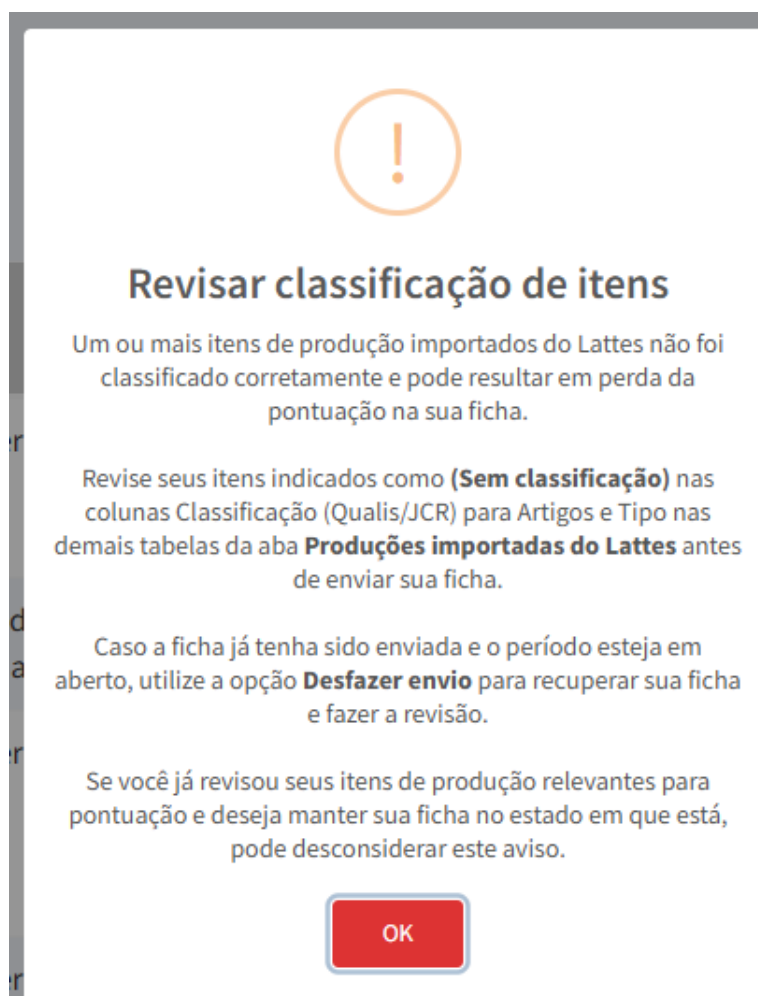 !
Revisar classificação de itens
Um ou mais itens de produção importados do Lattes não foi
classificado corretamente e pode resultar em perda da
pontuação na sua ficha.
Revise seus itens indicados como (Sem classificação) nas
colunas Classificação (Qualis/JCR) para Artigos e Tipo nas
demais tabelas da aba Produções importadas do Lattes antes
de enviar sua ficha.
Caso a ficha já tenha sido enviada e o período esteja em
aberto, utilize a opção Desfazer envio para recuperar sua ficha
e fazer a revisão.
Se você já revisou seus itens de produção relevantes para
pontuação e deseja manter sua ficha no estado em que está,
pode desconsiderar este aviso.
OK